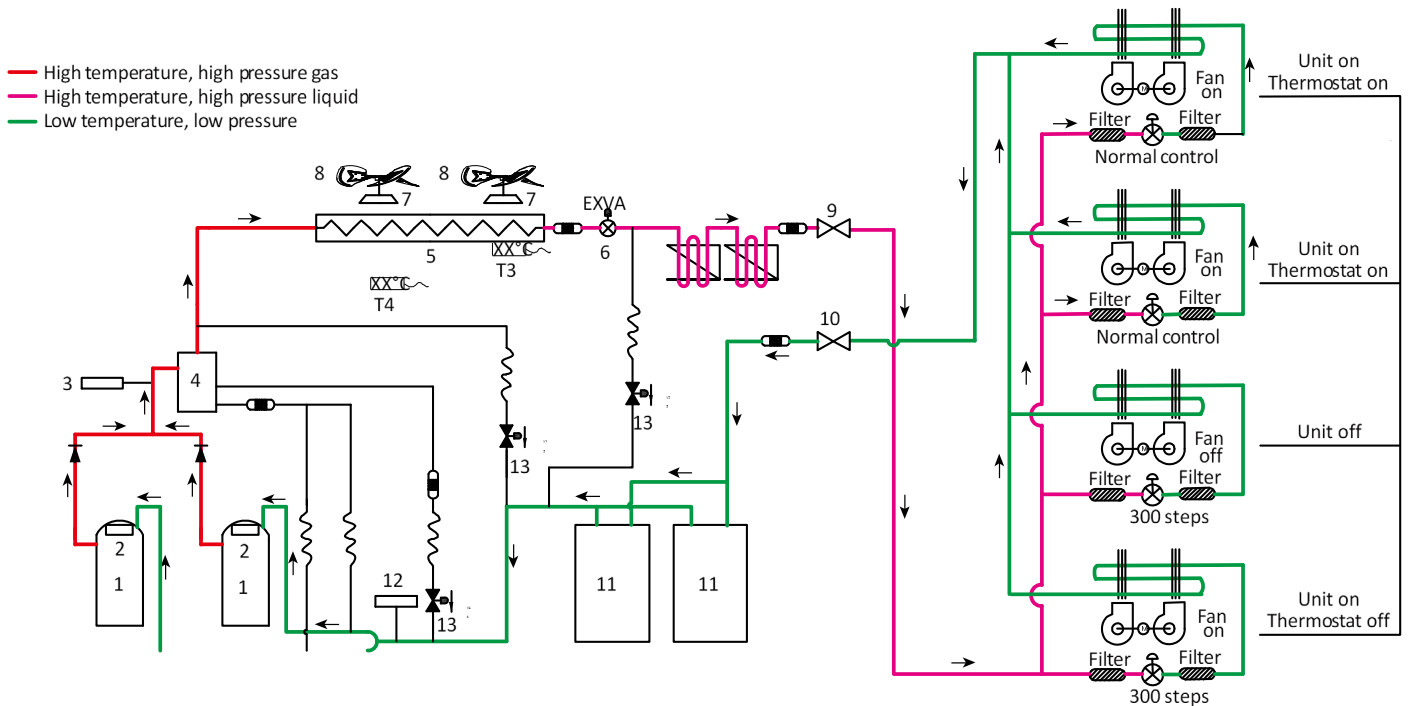 High temperature, high pressure gas
High temperature, high pressure liquid
Low temperature, low pressure
8
7
8
7
EXVA
6
5
XX°C
T3
XX°C
T4
9
10
3
4
13
13
2
1
2
1
12
13
11
11
M
Fan
on
Filter
Filter
Normal control
Unit on
Thermostat on
M
Fan
on
Filter
Filter
Normal control
Unit on
Thermostat on
M
Fan
off
Filter
Filter
300 steps
Unit off
M
Fan
on
Filter
Filter
300 steps
Unit on
Thermostat off